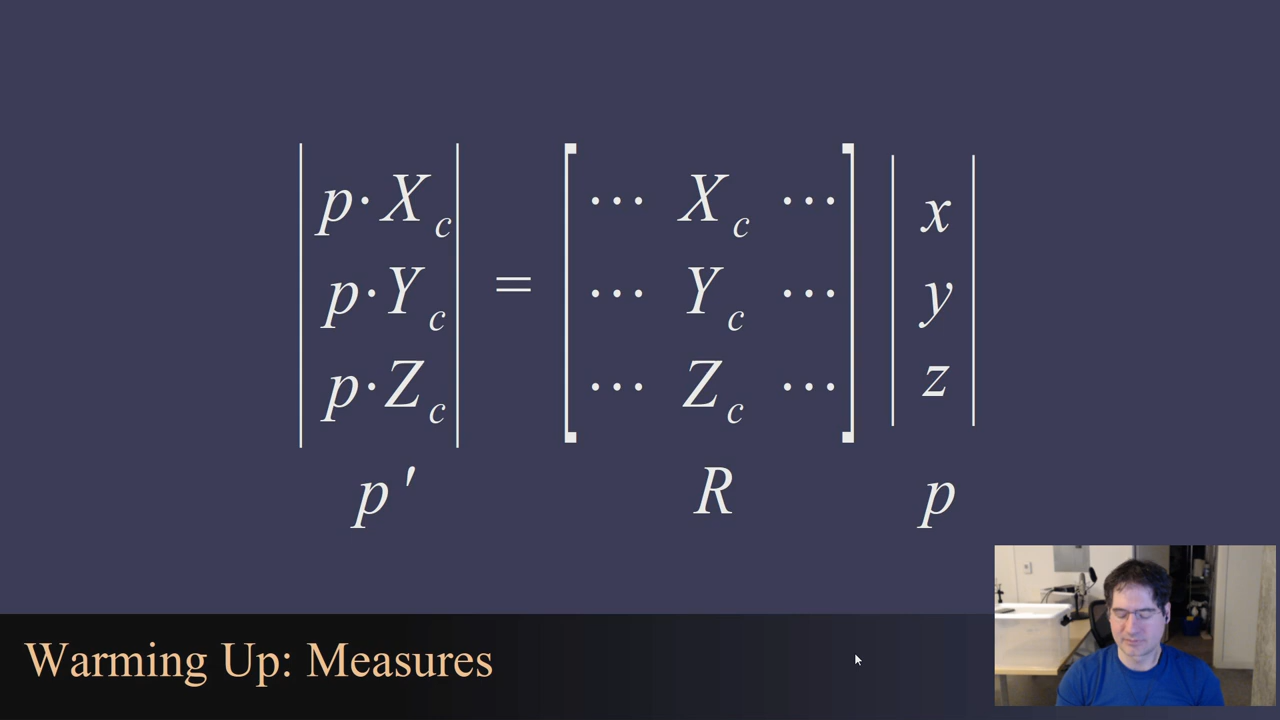 p · X_c = ⋯ X_c ⋯ x
p · Y_c ⋯ Y_c ⋯ y
p · Z_c ⋯ Z_c ⋯ z
p ′ R p
Warming Up: Measures